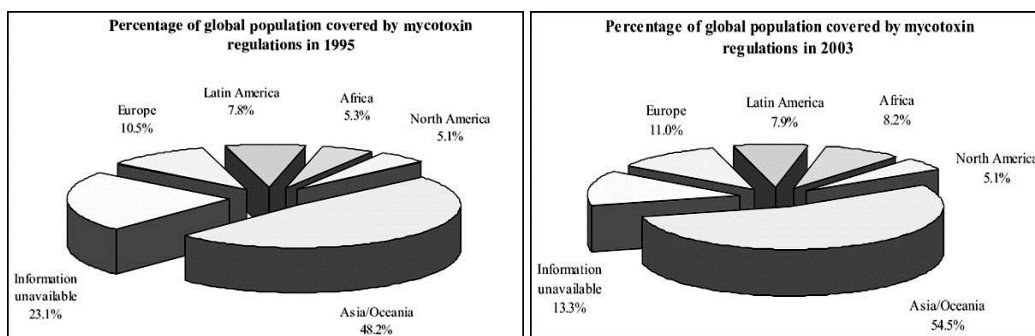 Percentage of global population covered by mycotoxin
regulations in 1995
Latin America
7.8%
Africa
5.3%
Europe
10.5%
North America
5.1%
Information
unavailable
23.1%
Asia/Oceania
48.2%
Percentage of global population covered by mycotoxin
regulations in 2003
Latin America
7.9%
Africa
8.2%
Europe
11.0%
North America
5.1%
Information
unavailable
13.3%
Asia/Oceania
54.5%